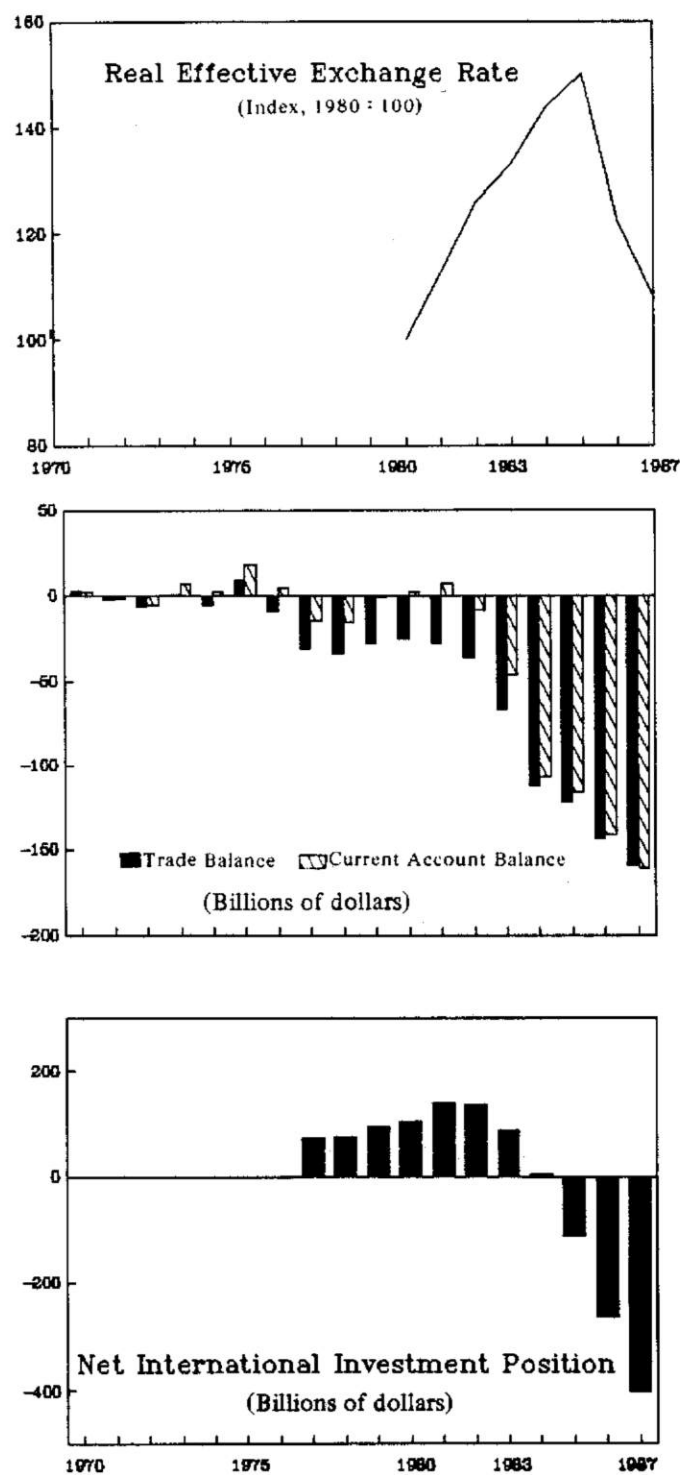 160
Real Effective Exchange Rate
(Index, 1980 : 100)
140
120
100
80
1970 1975 1980 1983 1987
50
0
-50
-100
-150
Trade Balance Current Account Balance
(Billions of dollars)
-200
200
0
-200
Net International Investment Position
-400
(Billions of dollars)
1970 1975 1980 1983 1987